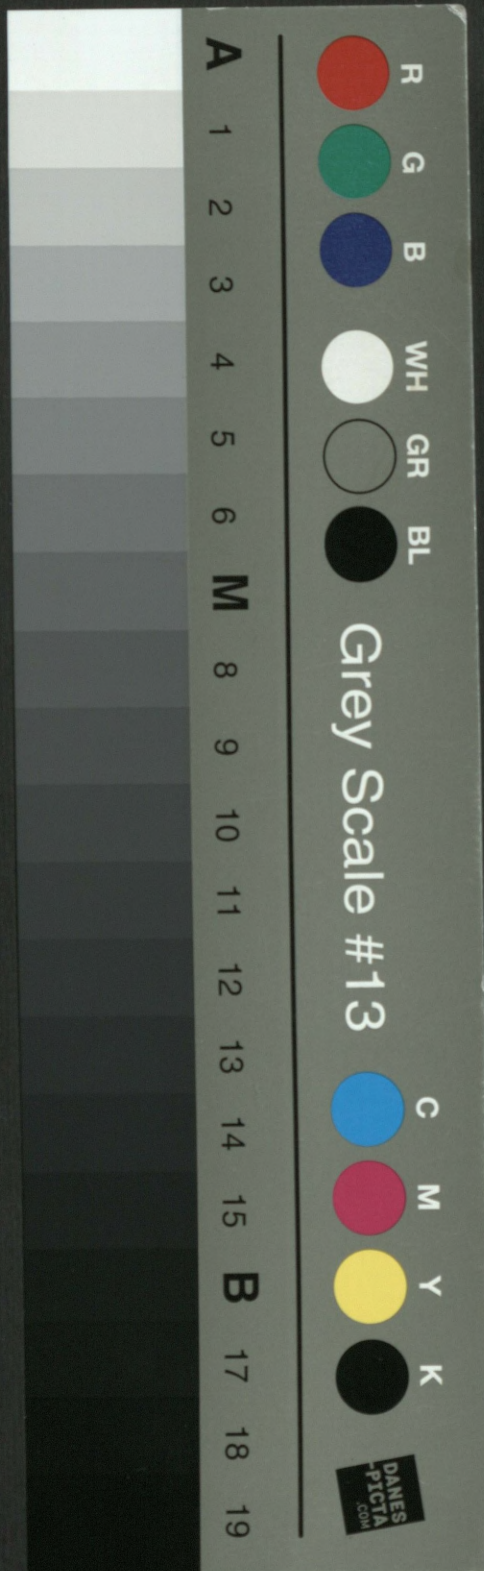 R G B WH GR BL Grey Scale #13 C M Y K
DANES
-PICTA
.COM
A 1 2 3 4 5 6 M 8 9 10 11 12 13 14 15 B 17 18 19